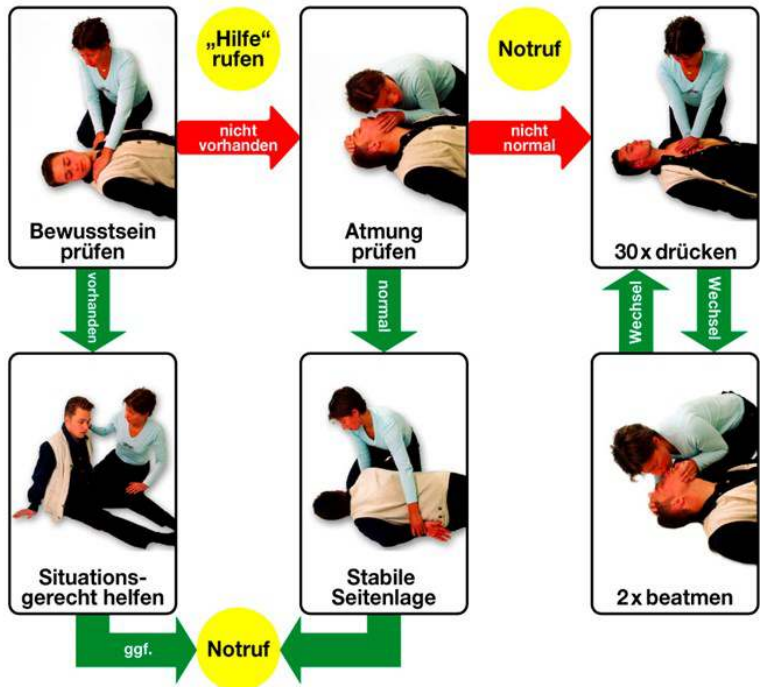 „Hilfe“
rufen
Notruf
nicht
vorhanden
nicht
normal
Bewusstsein
prüfen
Atmung
prüfen
30 x drücken
vorhanden
normal
Wechsel
Wechsel
Situations-
gerecht helfen
Stabile
Seitenlage
2 x beatmen
ggf.
Notruf